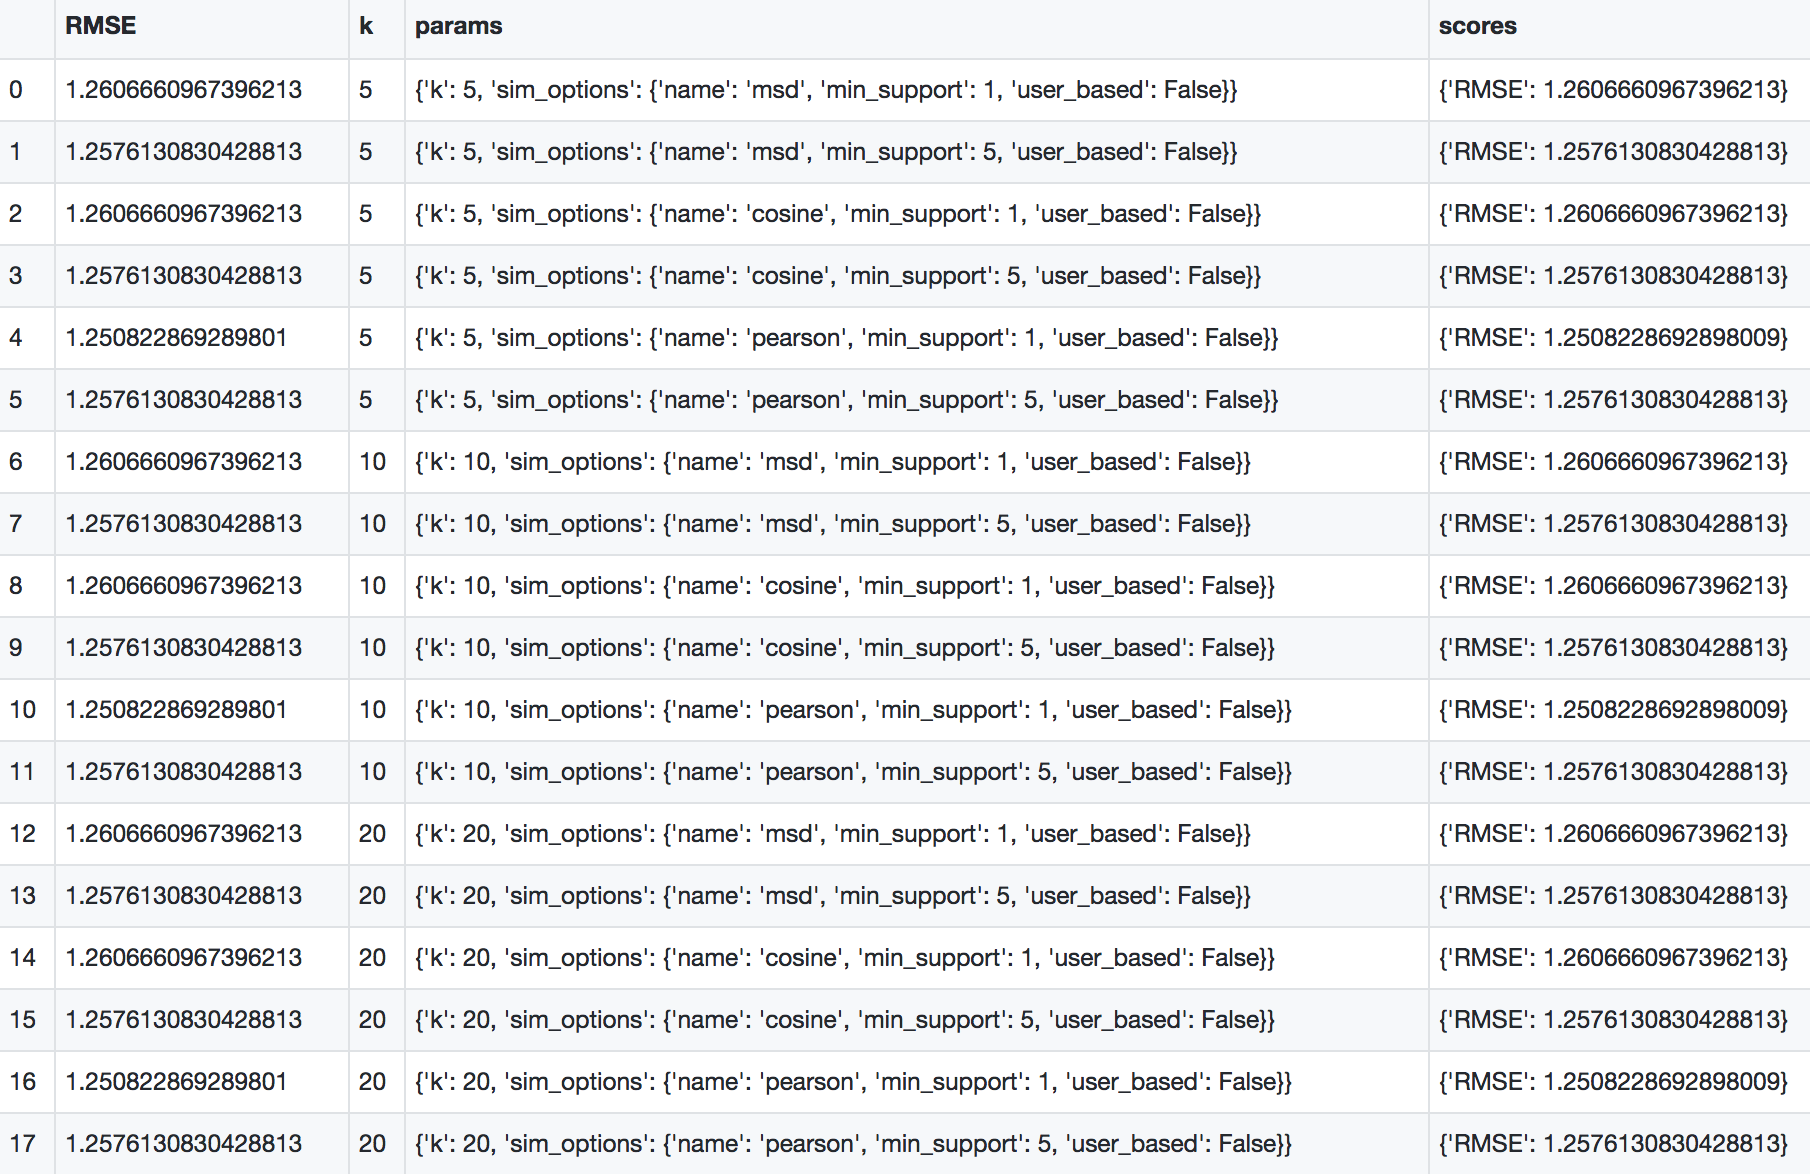 RMSE k params scores
0 1.2606660967396213 5 {'k': 5, 'sim_options': {'name': 'msd', 'min_support': 1, 'user_based': False}} {'RMSE': 1.2606660967396213}
1 1.2576130830428813 5 {'k': 5, 'sim_options': {'name': 'msd', 'min_support': 5, 'user_based': False}} {'RMSE': 1.2576130830428813}
2 1.2606660967396213 5 {'k': 5, 'sim_options': {'name': 'cosine', 'min_support': 1, 'user_based': False}} {'RMSE': 1.2606660967396213}
3 1.2576130830428813 5 {'k': 5, 'sim_options': {'name': 'cosine', 'min_support': 5, 'user_based': False}} {'RMSE': 1.2576130830428813}
4 1.250822869289801 5 {'k': 5, 'sim_options': {'name': 'pearson', 'min_support': 1, 'user_based': False}} {'RMSE': 1.2508228692898009}
5 1.2576130830428813 5 {'k': 5, 'sim_options': {'name': 'pearson', 'min_support': 5, 'user_based': False}} {'RMSE': 1.2576130830428813}
6 1.2606660967396213 10 {'k': 10, 'sim_options': {'name': 'msd', 'min_support': 1, 'user_based': False}} {'RMSE': 1.2606660967396213}
7 1.2576130830428813 10 {'k': 10, 'sim_options': {'name': 'msd', 'min_support': 5, 'user_based': False}} {'RMSE': 1.2576130830428813}
8 1.2606660967396213 10 {'k': 10, 'sim_options': {'name': 'cosine', 'min_support': 1, 'user_based': False}} {'RMSE': 1.2606660967396213}
9 1.2576130830428813 10 {'k': 10, 'sim_options': {'name': 'cosine', 'min_support': 5, 'user_based': False}} {'RMSE': 1.2576130830428813}
10 1.250822869289801 10 {'k': 10, 'sim_options': {'name': 'pearson', 'min_support': 1, 'user_based': False}} {'RMSE': 1.2508228692898009}
11 1.2576130830428813 10 {'k': 10, 'sim_options': {'name': 'pearson', 'min_support': 5, 'user_based': False}} {'RMSE': 1.2576130830428813}
12 1.2606660967396213 20 {'k': 20, 'sim_options': {'name': 'msd', 'min_support': 1, 'user_based': False}} {'RMSE': 1.2606660967396213}
13 1.2576130830428813 20 {'k': 20, 'sim_options': {'name': 'msd', 'min_support': 5, 'user_based': False}} {'RMSE': 1.2576130830428813}
14 1.2606660967396213 20 {'k': 20, 'sim_options': {'name': 'cosine', 'min_support': 1, 'user_based': False}} {'RMSE': 1.2606660967396213}
15 1.2576130830428813 20 {'k': 20, 'sim_options': {'name': 'cosine', 'min_support': 5, 'user_based': False}} {'RMSE': 1.2576130830428813}
16 1.250822869289801 20 {'k': 20, 'sim_options': {'name': 'pearson', 'min_support': 1, 'user_based': False}} {'RMSE': 1.2508228692898009}
17 1.2576130830428813 20 {'k': 20, 'sim_options': {'name': 'pearson', 'min_support': 5, 'user_based': False}} {'RMSE': 1.2576130830428813}